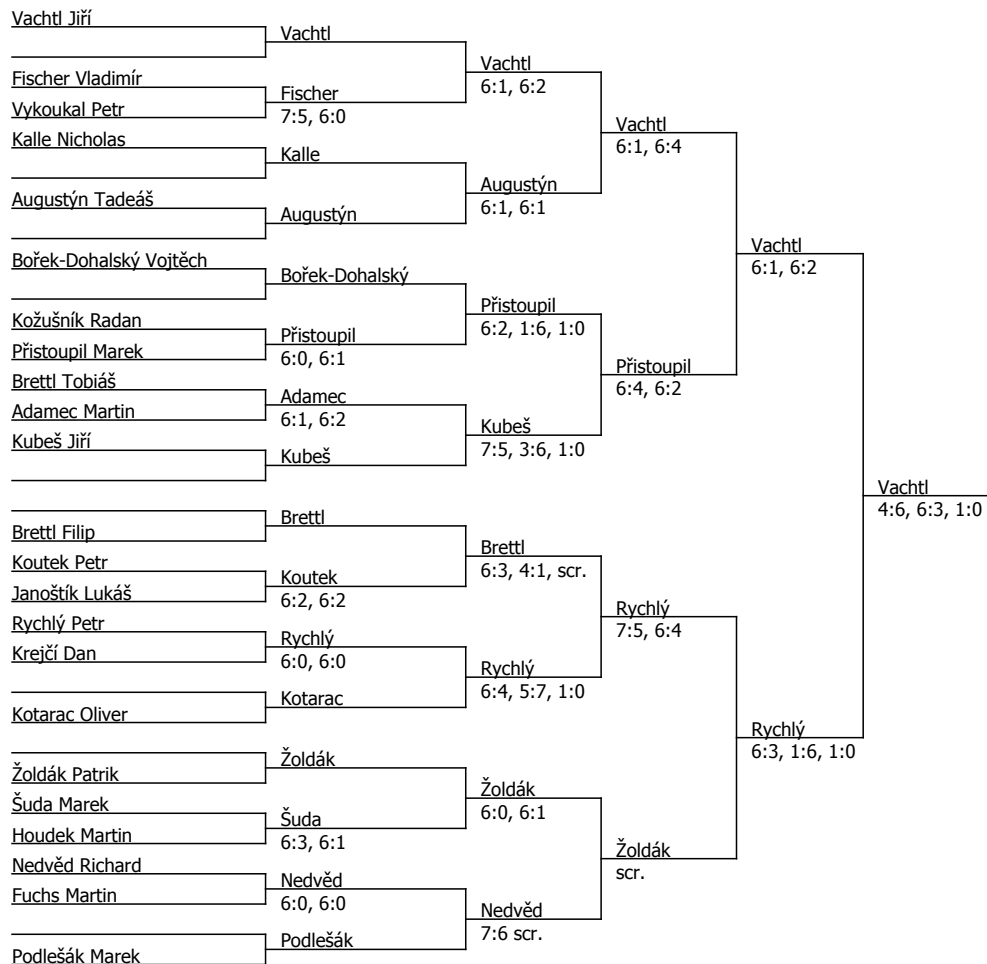 Vachtl Jiří
Fischer Vladimír
Vykoukal Petr
Kalle Nicholas
Augustýn Tadeáš
Bořek-Dohalský Vojtěch
Kožušník Radan
Přistoupil Marek
Brettl Tobiáš
Adamec Martin
Kubeš Jiří
Brettl Filip
Koutek Petr
Janoštík Lukáš
Rychlý Petr
Krejčí Dan
Kotarac Oliver
Žoldák Patrik
Šuda Marek
Houdek Martin
Nedvěd Richard
Fuchs Martin
Podlešák Marek
Vachtl
Fischer
7:5, 6:0
Kalle
Augustýn
Bořek-Dohalský
Přistoupil
6:0, 6:1
Adamec
6:1, 6:2
Kubeš
Brettl
Koutek
6:2, 6:2
Rychlý
6:0, 6:0
Kotarac
Žoldák
Šuda
6:3, 6:1
Nedvěd
6:0, 6:0
Podlešák
Vachtl
6:1, 6:2
Augustýn
6:1, 6:1
Přistoupil
6:2, 1:6, 1:0
Kubeš
7:5, 3:6, 1:0
Brettl
6:3, 4:1, scr.
Rychlý
6:4, 5:7, 1:0
Žoldák
6:0, 6:1
Nedvěd
7:6 scr.
Vachtl
6:1, 6:4
Přistoupil
6:4, 6:2
Rychlý
7:5, 6:4
Žoldák
scr.
Vachtl
6:1, 6:2
Rychlý
6:3, 1:6, 1:0
Vachtl
4:6, 6:3, 1:0